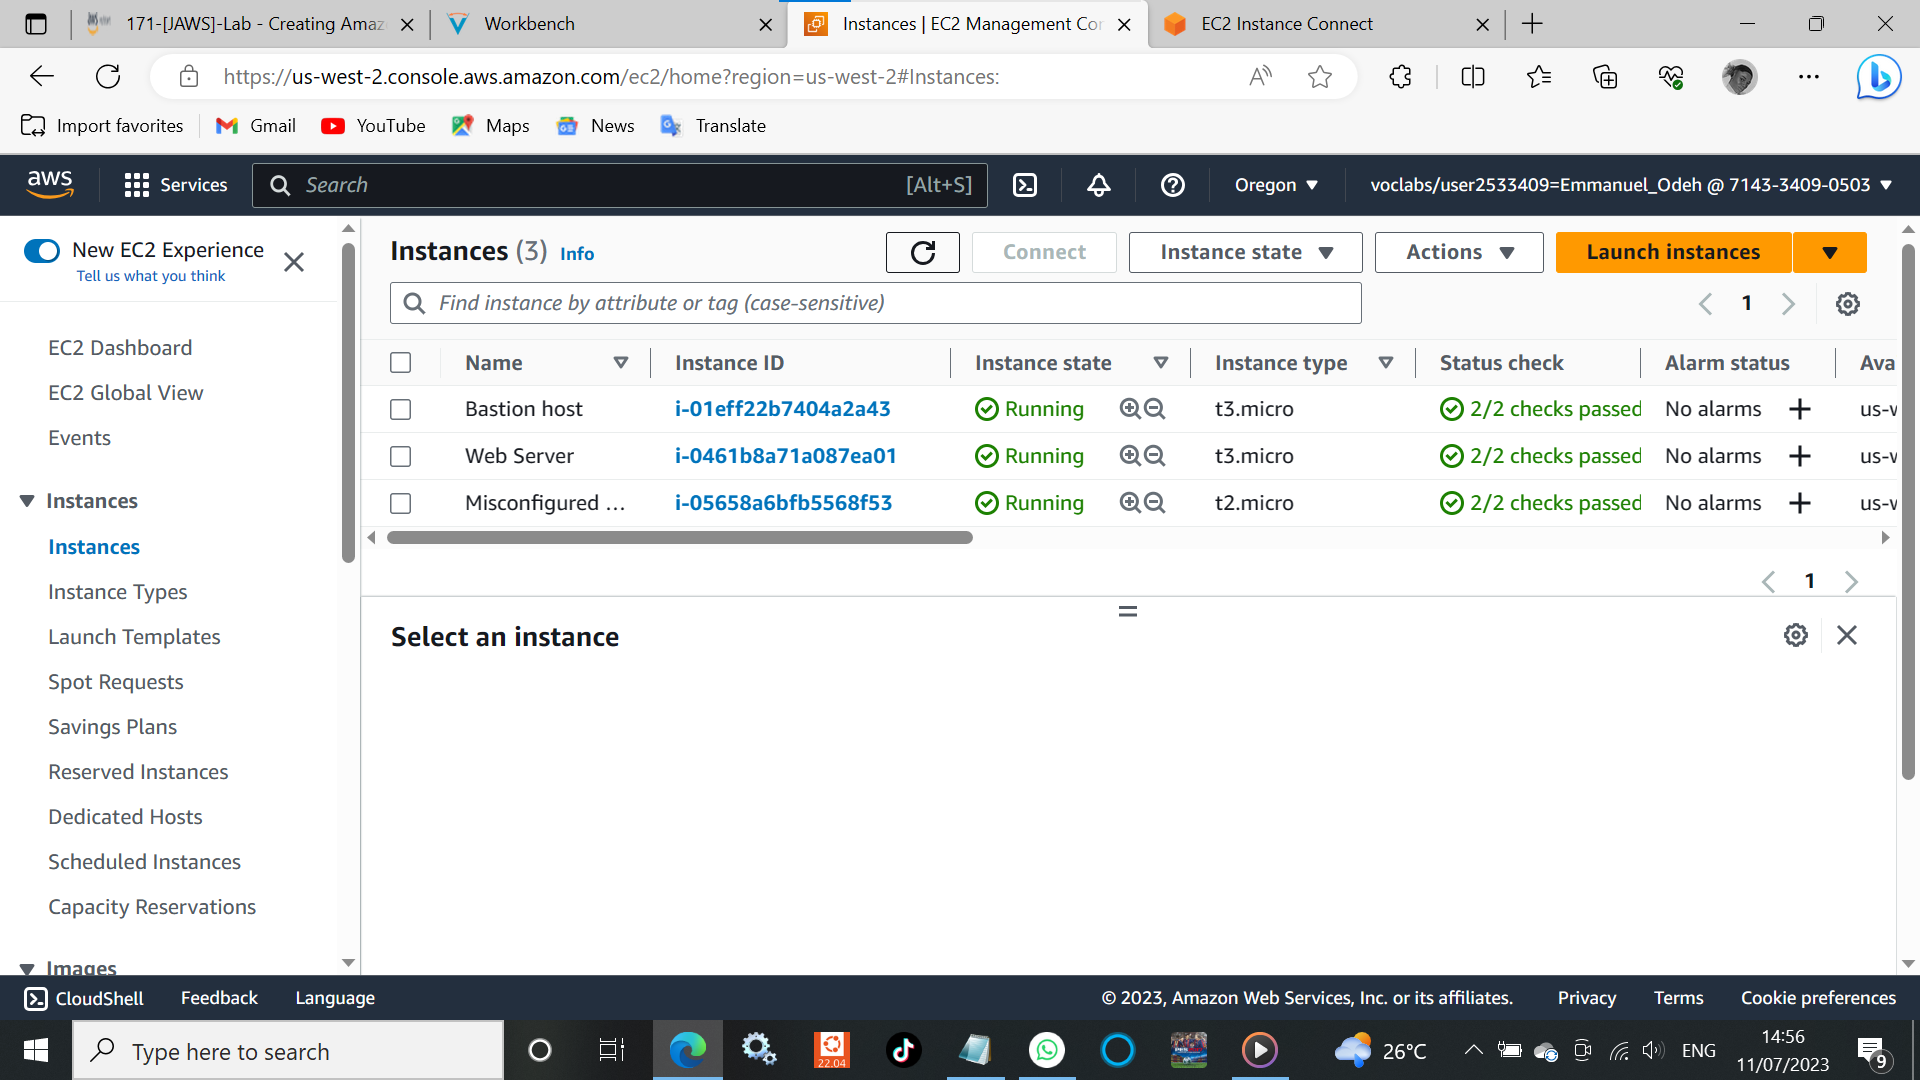 171-[JAWS]-Lab - Creating Amaz
Workbench
Instances | EC2 Management Con
EC2 Instance Connect
https://us-west-2.console.aws.amazon.com/ec2/home?region=us-west-2#Instances:
Import favorites
Gmail
YouTube
Maps
News
Translate
aws
Services
Search
[Alt+S]
Oregon
voclabs/user2533409=Emmanuel_Odeh @ 7143-3409-0503
New EC2 Experience
Tell us what you think
EC2 Dashboard
EC2 Global View
Events
Instances
Instances
Instance Types
Launch Templates
Spot Requests
Savings Plans
Reserved Instances
Dedicated Hosts
Scheduled Instances
Capacity Reservations
Images
Instances (3) Info
Connect
Instance state
Actions
Launch instances
Find instance by attribute or tag (case-sensitive)
1
Name Instance ID Instance state Instance type Status check Alarm status Ava
Bastion host i-01eff22b7404a2a43 Running t3.micro 2/2 checks passed No alarms us-w
Web Server i-0461b8a71a087ea01 Running t3.micro 2/2 checks passed No alarms us-w
Misconfigured ... i-05658a6bfb5568f53 Running t2.micro 2/2 checks passed No alarms us-w
1
Select an instance
CloudShell
Feedback
Language
© 2023, Amazon Web Services, Inc. or its affiliates.
Privacy
Terms
Cookie preferences
Type here to search
22.04
26°C
ENG
14:56
11/07/2023
9